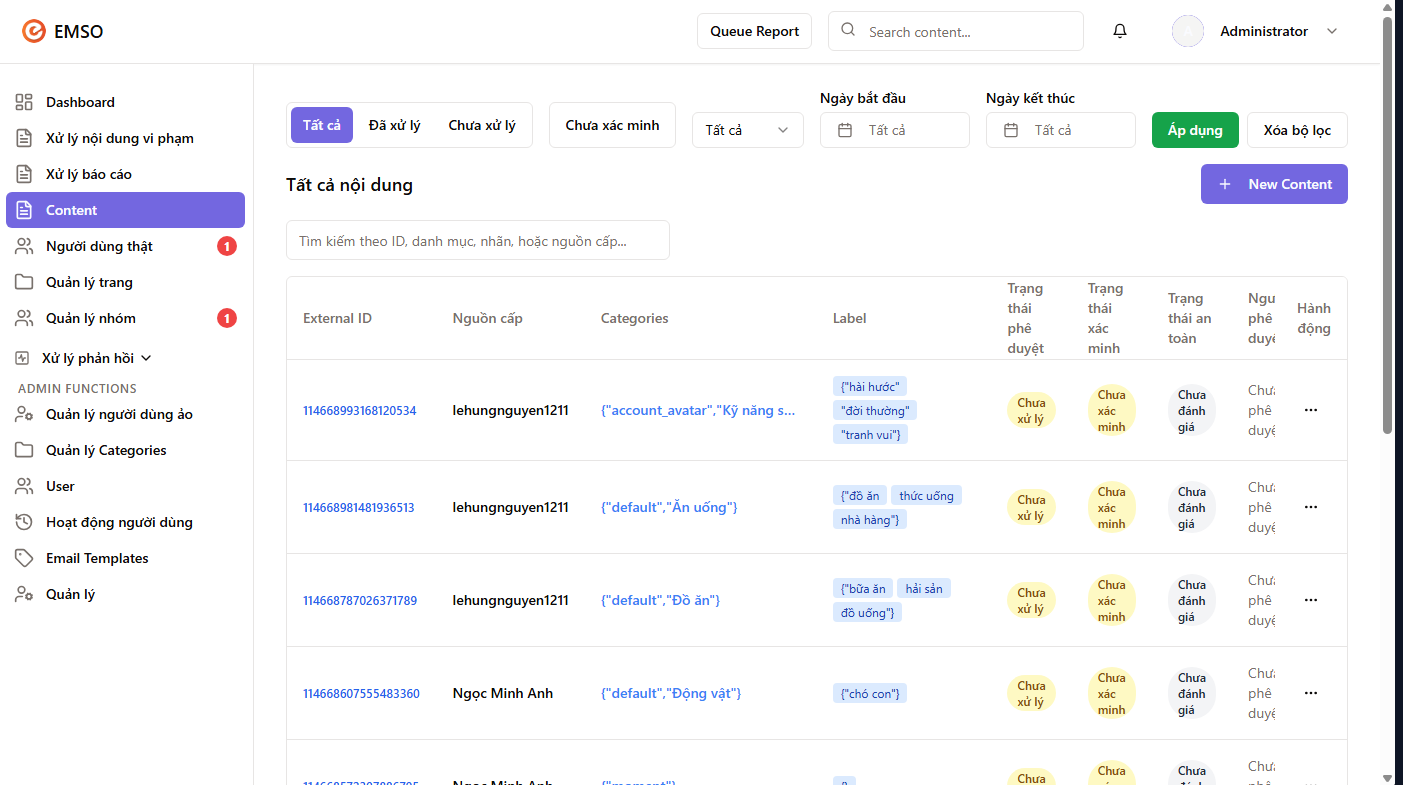 EMSO
Queue Report
Search content...
Administrator
Dashboard
Xử lý nội dung vi phạm
Xử lý báo cáo
Content
Người dùng thật
1
Quản lý trang
Quản lý nhóm
1
Xử lý phản hồi
ADMIN FUNCTIONS
Quản lý người dùng ảo
Quản lý Categories
User
Hoạt động người dùng
Email Templates
Quản lý
Tất cả
Đã xử lý
Chưa xử lý
Chưa xác minh
Tất cả
Ngày bắt đầu
Tất cả
Ngày kết thúc
Tất cả
Áp dụng
Xóa bộ lọc
Tất cả nội dung
+ New Content
Tìm kiếm theo ID, danh mục, nhãn, hoặc nguồn cấp...
External ID
Nguồn cấp
Categories
Label
Trạng
thái
phê
duyệt
Trạng
thái
xác
minh
Trạng
thái an
toàn
Ngu
phê
duyệ
Hành
động
114668993168120534
lehungnguyen1211
{"account_avatar","Kỹ năng s...
{"hài hước"
"đời thường"
"tranh vui"}
Chưa
xử lý
Chưa
xác
minh
Chưa
đánh
giá
Chưa
phê
duyệ
...
114668981481936513
lehungnguyen1211
{"default","Ăn uống"}
{"đồ ăn
thức uống
nhà hàng"}
Chưa
xử lý
Chưa
xác
minh
Chưa
đánh
giá
Chưa
phê
duyệ
...
114668787026371789
lehungnguyen1211
{"default","Đồ ăn"}
{"bữa ăn
hải sản
đồ uống"}
Chưa
xử lý
Chưa
xác
minh
Chưa
đánh
giá
Chưa
phê
duyệ
...
114668607555483360
Ngọc Minh Anh
{"default","Động vật"}
{"chó con"}
Chưa
xử lý
Chưa
xác
minh
Chưa
đánh
giá
Chưa
phê
duyệ
...
Ngọc Minh Anh
{"moment"}
Chưa
Chưa
xác
Chưa
Chưa
phê